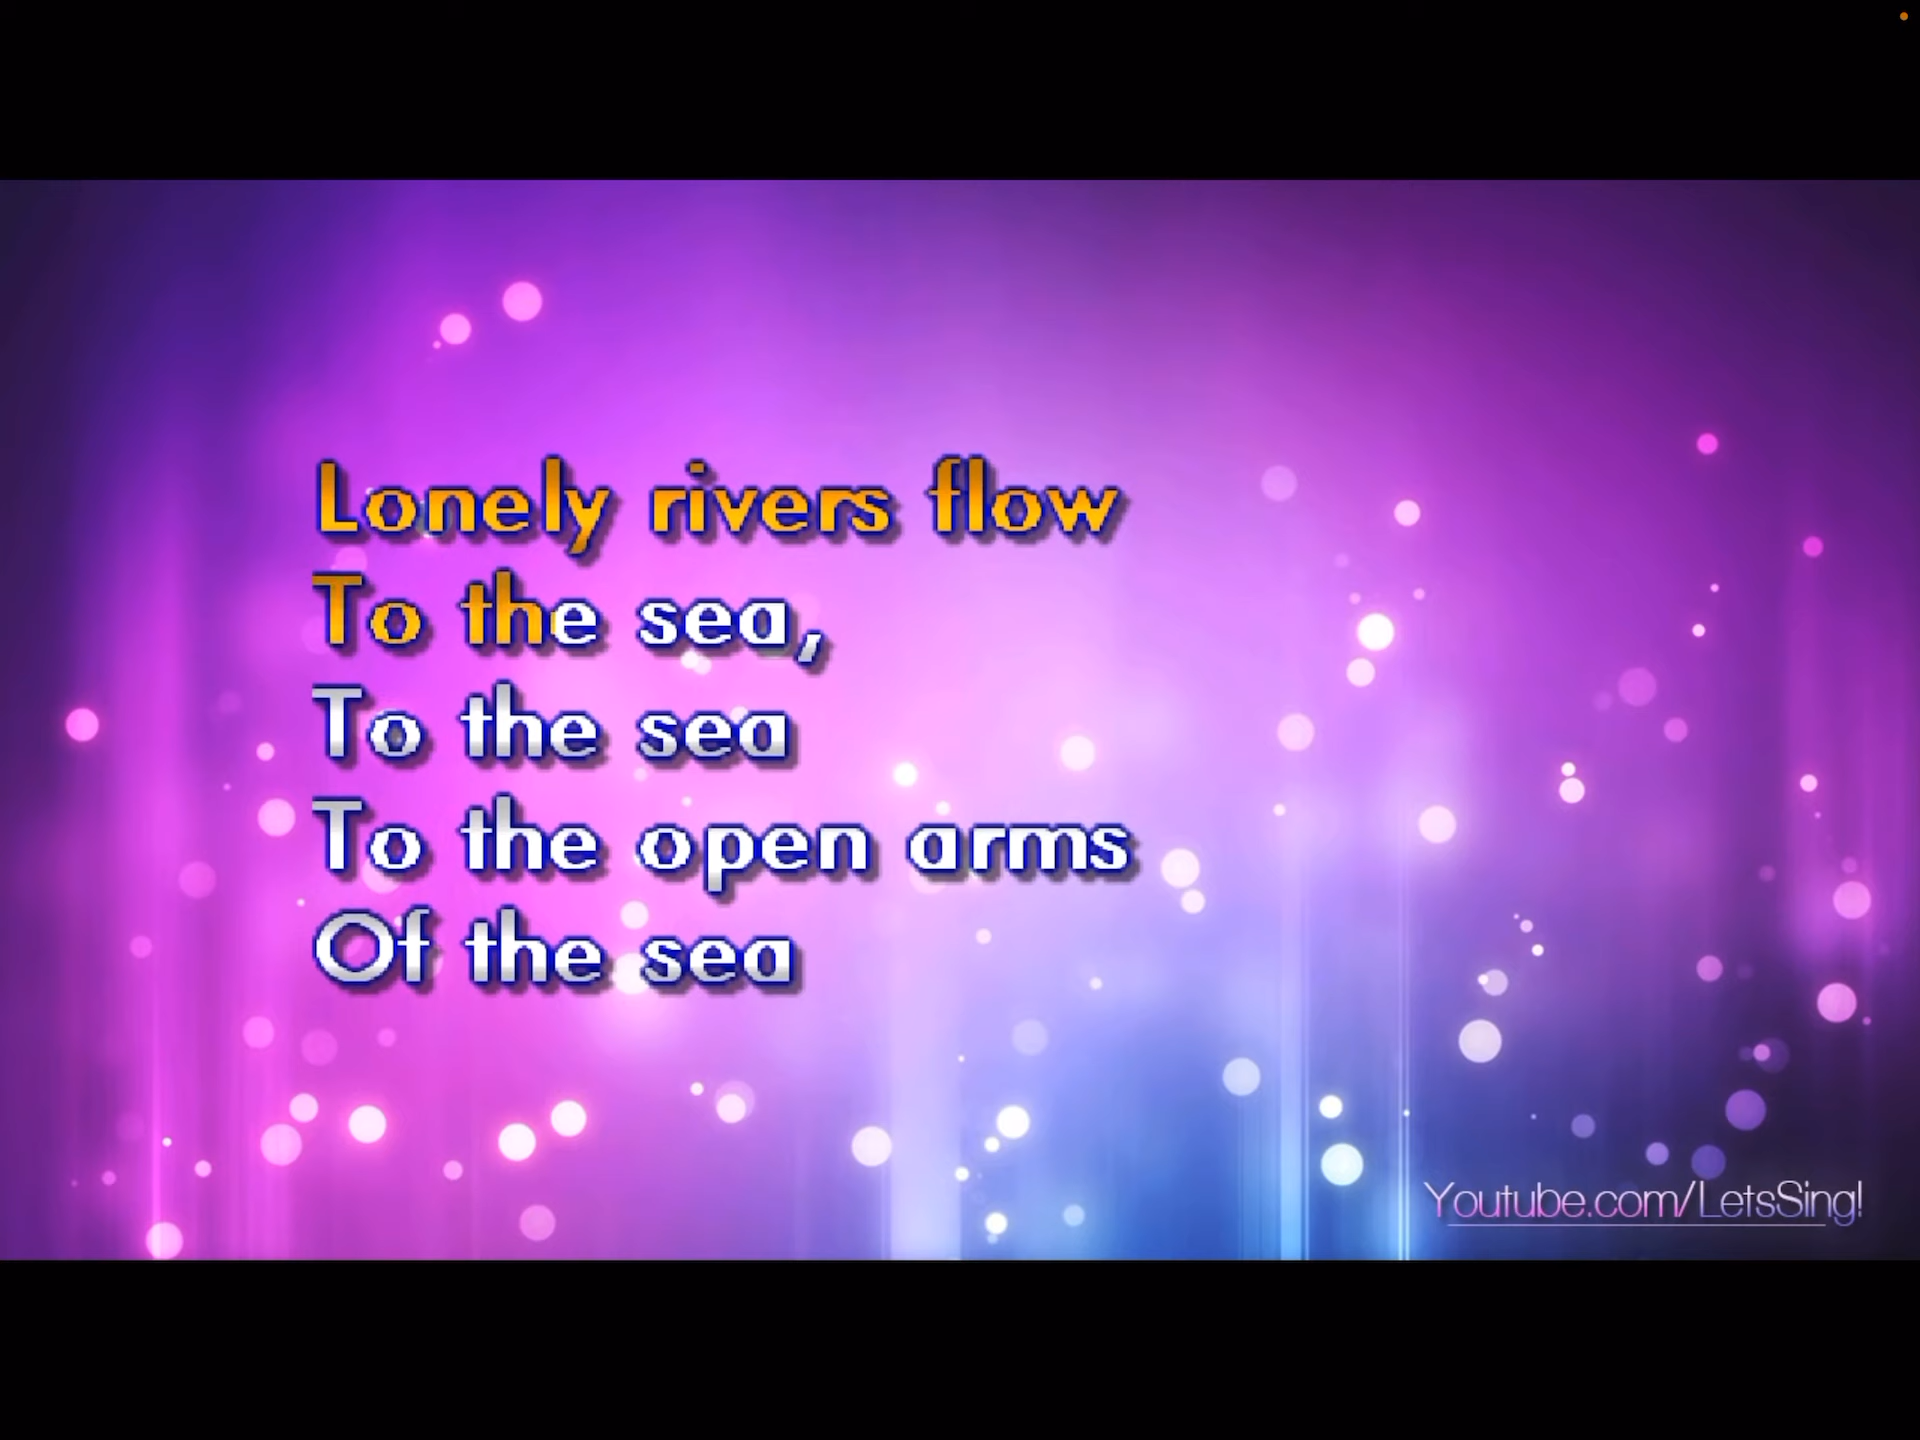 Lonely rivers flow
To the sea,
To the sea
To the open arms
Of the sea
Youtube.com/LetsSing!